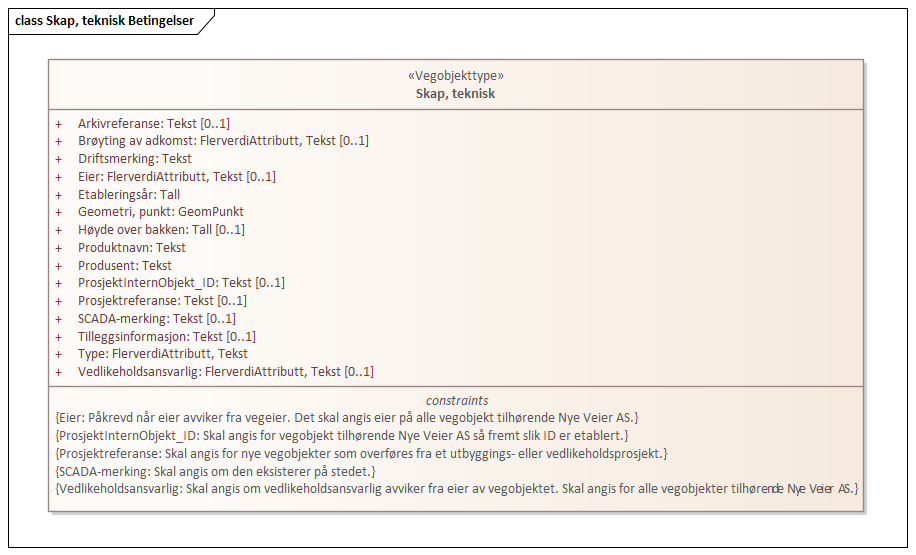 class Skap, teknisk Betingelser
«Vegobjekttype»
Skap, teknisk
+ Arkivreferanse: Tekst [0..1]
+ Brøyting av adkomst: FlerverdiAttributt, Tekst [0..1]
+ Driftsmerking: Tekst
+ Eier: FlerverdiAttributt, Tekst [0..1]
+ Etableringsår: Tall
+ Geometri, punkt: GeomPunkt
+ Høyde over bakken: Tall [0..1]
+ Produktnavn: Tekst
+ Produsent: Tekst
+ ProsjektInternObjekt_ID: Tekst [0..1]
+ Prosjektreferanse: Tekst [0..1]
+ SCADA-merking: Tekst [0..1]
+ Tilleggsinformasjon: Tekst [0..1]
+ Type: FlerverdiAttributt, Tekst
+ Vedlikeholdsansvarlig: FlerverdiAttributt, Tekst [0..1]
constraints
{Eier: Påkrevd når eier avviker fra vegeier. Det skal angis eier på alle vegobjekt tilhørende Nye Veier AS.}
{ProsjektInternObjekt_ID: Skal angis for vegobjekt tilhørende Nye Veier AS så fremt slik ID er etablert.}
{Prosjektreferanse: Skal angis for nye vegobjekter som overføres fra et utbyggings- eller vedlikeholdsprosjekt.}
{SCADA-merking: Skal angis om den eksisterer på stedet.}
{Vedlikeholdsansvarlig: Skal angis om vedlikeholdsansvarlig avviker fra eier av vegobjektet. Skal angis for alle vegobjekter tilhørende Nye Veier AS.}